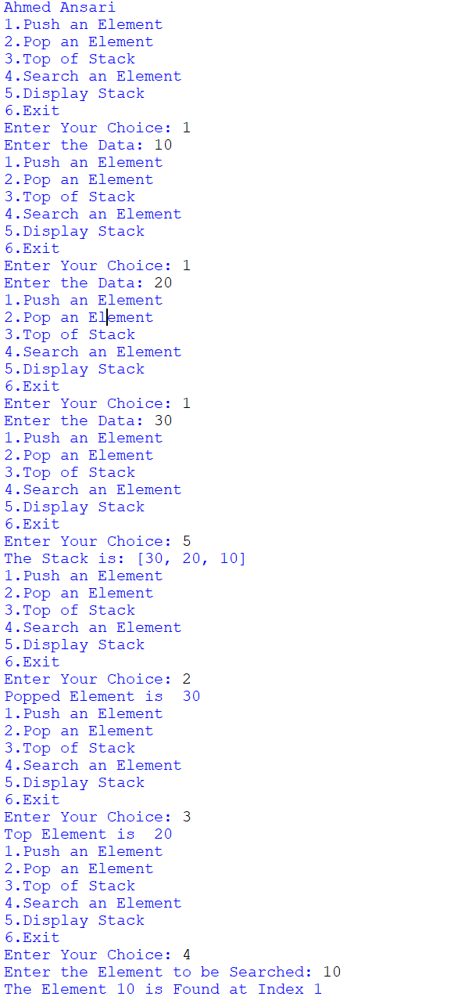 Ahmed Ansari
1.Push an Element
2.Pop an Element
3.Top of Stack
4.Search an Element
5.Display Stack
6.Exit
Enter Your Choice: 1
Enter the Data: 10
1.Push an Element
2.Pop an Element
3.Top of Stack
4.Search an Element
5.Display Stack
6.Exit
Enter Your Choice: 1
Enter the Data: 20
1.Push an Element
2.Pop an Element
3.Top of Stack
4.Search an Element
5.Display Stack
6.Exit
Enter Your Choice: 1
Enter the Data: 30
1.Push an Element
2.Pop an Element
3.Top of Stack
4.Search an Element
5.Display Stack
6.Exit
Enter Your Choice: 5
The Stack is: [30, 20, 10]
1.Push an Element
2.Pop an Element
3.Top of Stack
4.Search an Element
5.Display Stack
6.Exit
Enter Your Choice: 2
Popped Element is  30
1.Push an Element
2.Pop an Element
3.Top of Stack
4.Search an Element
5.Display Stack
6.Exit
Enter Your Choice: 3
Top Element is  20
1.Push an Element
2.Pop an Element
3.Top of Stack
4.Search an Element
5.Display Stack
6.Exit
Enter Your Choice: 4
Enter the Element to be Searched: 10
The Element 10 is Found at Index 1